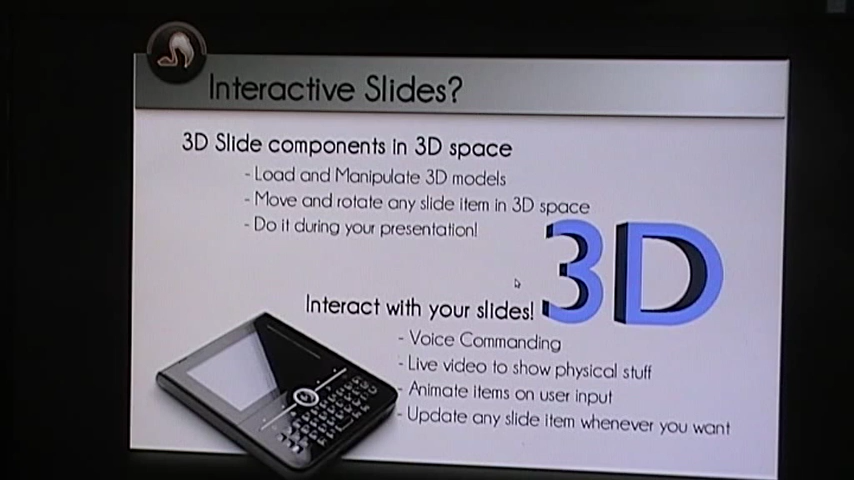 Interactive Slides?
3D Slide components in 3D space
- Load and Manipulate 3D models
- Move and rotate any slide item in 3D space
- Do it during your presentation!
3D
Interact with your slides!
- Voice Commanding
- Live video to show physical stuff
- Animate items on user input
- Update any slide item whenever you want